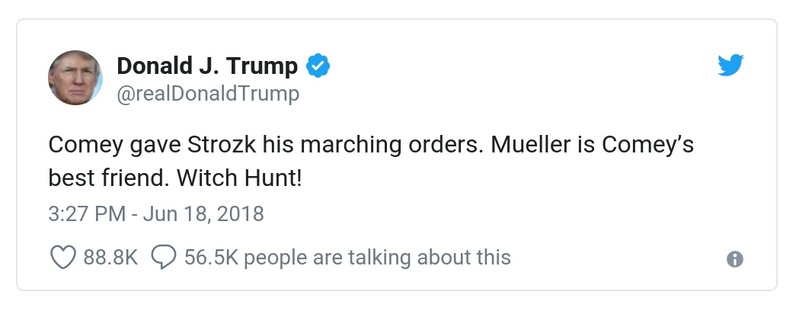 Donald J. Trump
@realDonaldTrump
Comey gave Strozk his marching orders. Mueller is Comey’s
best friend. Witch Hunt!
3:27 PM - Jun 18, 2018
88.8K 56.5K people are talking about this